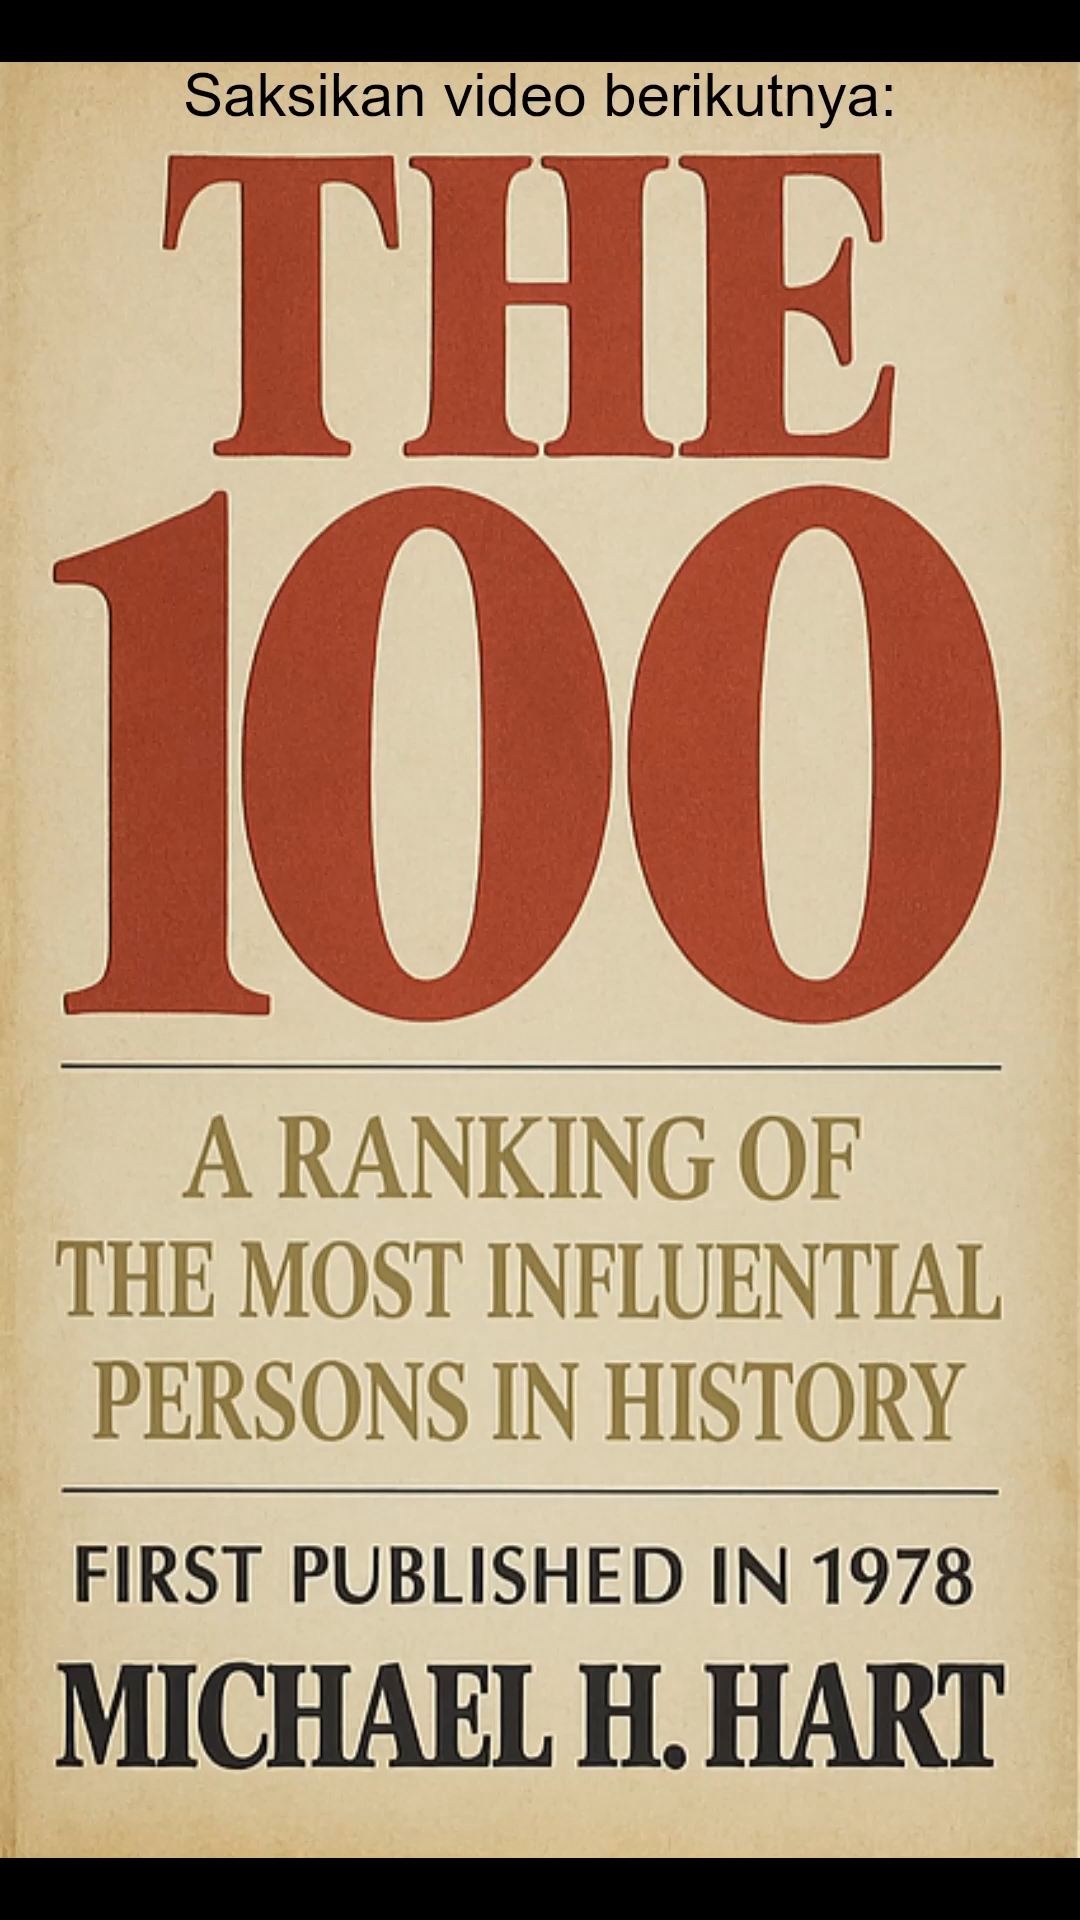 Saksikan video berikutnya:
THE
100
A RANKING OF
THE MOST INFLUENTIAL
PERSONS IN HISTORY
FIRST PUBLISHED IN 1978
MICHAEL H. HART